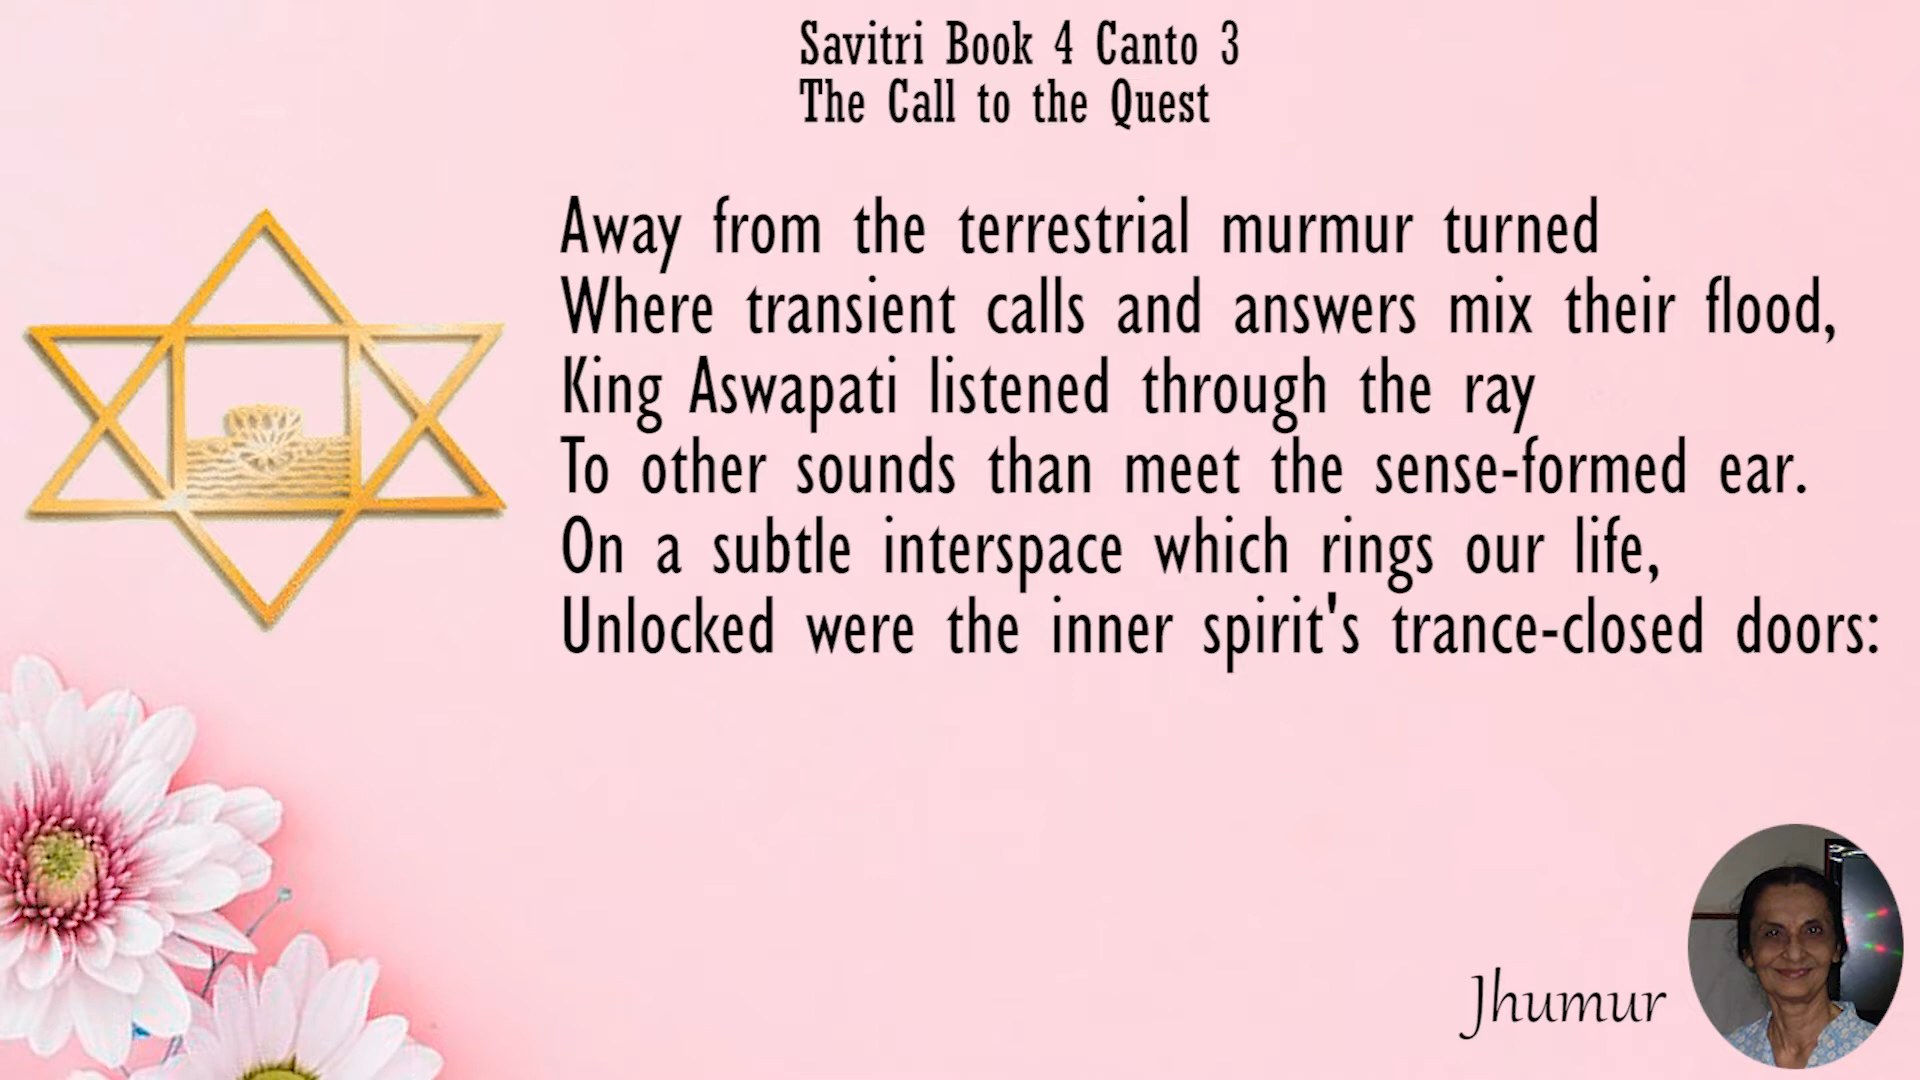 Savitri Book 4 Canto 3
The Call to the Quest
Away from the terrestrial murmur turned
Where transient calls and answers mix their flood,
King Aswapati listened through the ray
To other sounds than meet the sense-formed ear.
On a subtle interspace which rings our life,
Unlocked were the inner spirit's trance-closed doors:
Jhumur